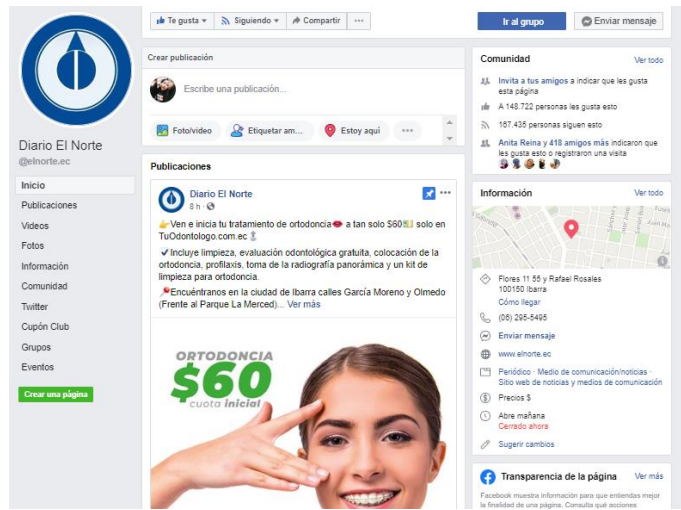 Te gusta
Siguiendo
Compartir
Ir al grupo
Enviar mensaje
Diario El Norte
@elnorte.ec
Inicio
Publicaciones
Videos
Fotos
Información
Comunidad
Twitter
Cupón Club
Grupos
Eventos
Crear una página
Crear publicación
Escribe una publicación...
Foto/video
Etiquetar am...
Estoy aquí
Publicaciones
Diario El Norte
8 h
Ven e inicia tu tratamiento de ortodoncia a tan solo $60 solo en
TuOdontologo.com.ec
Incluye limpieza, evaluación odontológica gratuita, colocación de la
ortodoncia, profilaxis, toma de la radiografía panorámica y un kit de
limpieza para ortodoncia.
Encuéntranos en la ciudad de Ibarra calles García Moreno y Olmedo
(Frente al Parque La Merced)... Ver más
ORTODONCIA
$60
cuota inicial
Comunidad
Ver todo
Invita a tus amigos a indicar que les gusta
esta página
A 148.722 personas les gusta esto
167.435 personas siguen esto
Anita Reina y 418 amigos más indicaron que
les gusta esto o registraron una visita
Información
Ver todo
Flores 11 55 y Rafael Rosales
100150 Ibarra
Cómo llegar
(06) 295-5495
Enviar mensaje
www.elnorte.ec
Periódico · Medio de comunicación/noticias ·
Sitio web de noticias y medios de comunicación
Precios $
Abre mañana
Cerrado ahora
Sugerir cambios
Transparencia de la página
Ver más
Facebook muestra información para que entiendas mejor
la finalidad de una página. Consulta qué acciones